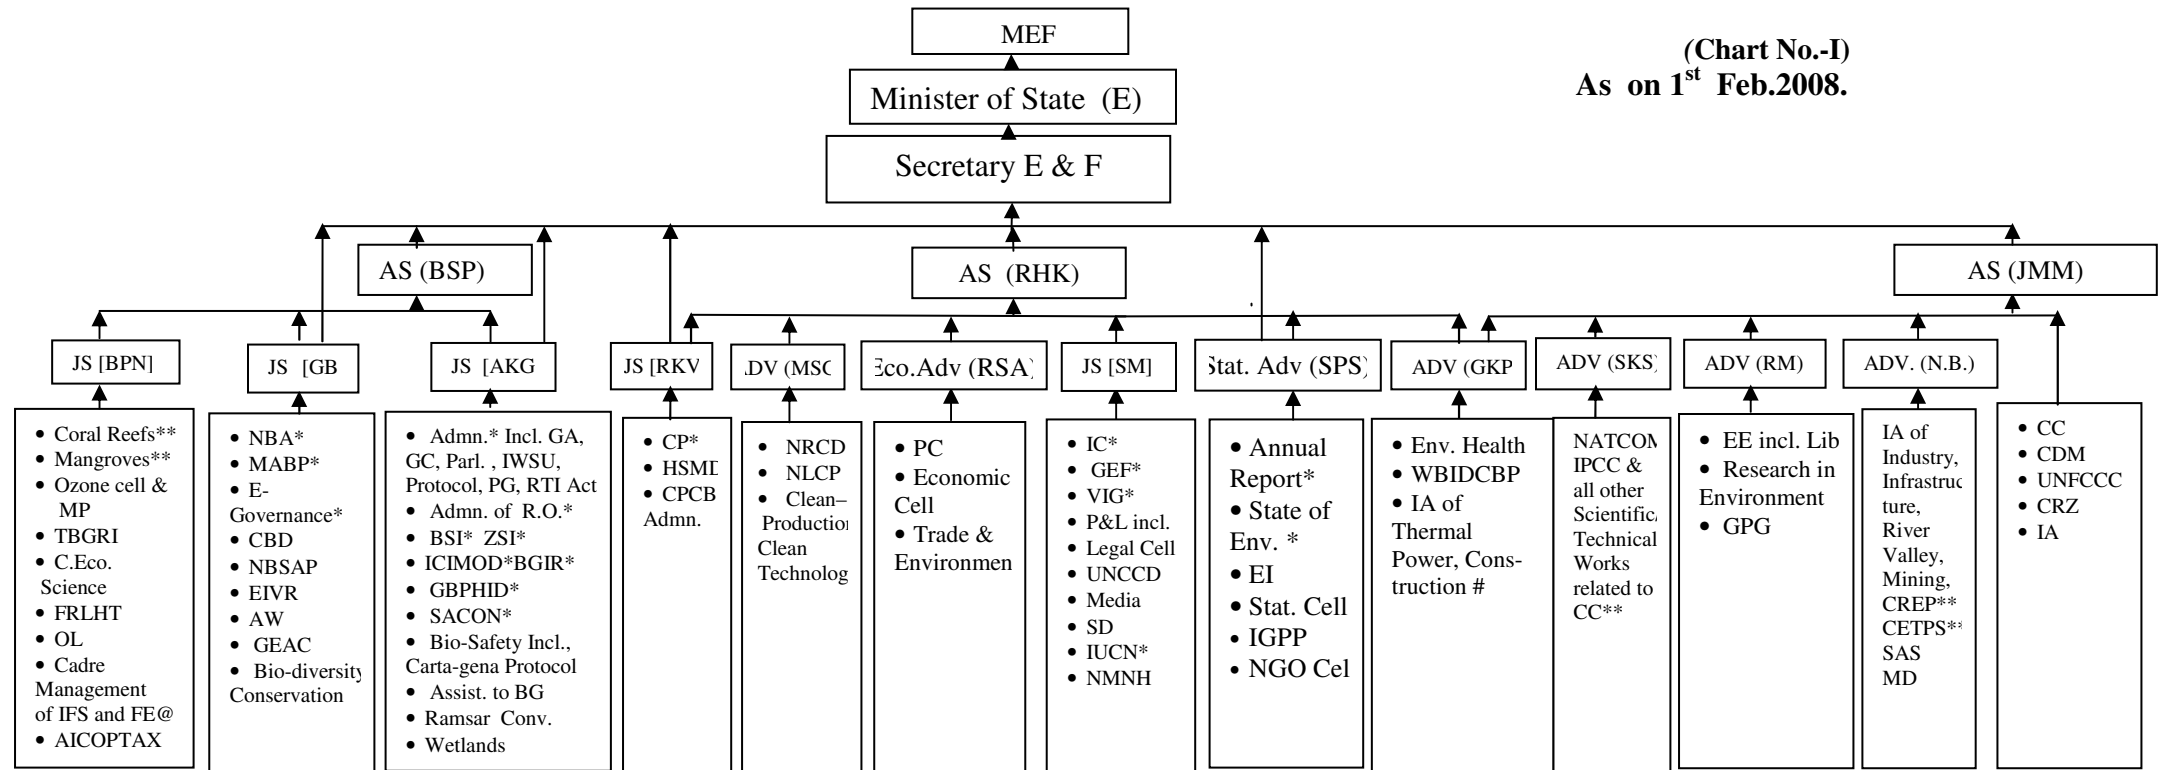 MEF
(Chart No.-I)
As on 1st Feb.2008.
Minister of State (E)
Secretary E & F
AS (BSP)
AS (RHK)
AS (JMM)
JS [BPN]
JS [GB
JS [AKG
JS [RKV
DV (MSC
Eco.Adv (RSA)
JS [SM]
Stat. Adv (SPS)
ADV (GKP
ADV (SKS)
ADV (RM)
ADV. (N.B.)
• Coral Reefs**
• Mangroves**
• Ozone cell &
MP
• TBGRI
• C.Eco.
Science
• FRLHT
• OL
• Cadre
Management
of IFS and FE@
• AICOPTAX
• NBA*
• MABP*
• E-
Governance*
• CBD
• NBSAP
• EIVR
• AW
• GEAC
• Bio-diversity
Conservation
• Admn.* Incl. GA,
GC, Parl. , IWSU,
Protocol, PG, RTI Act
• Admn. of R.O.*
• BSI* ZSI*
• ICIMOD*BGIR*
• GBPHID*
• SACON*
• Bio-Safety Incl.,
Carta-gena Protocol
• Assist. to BG
• Ramsar Conv.
• Wetlands
• CP*
• HSMD
• CPCB
Admn.
• NRCD
• NLCP
• Clean–
Production
Clean
Technolog
• PC
• Economic
Cell
• Trade &
Environmen
• IC*
• GEF*
• VIG*
• P&L incl.
• Legal Cell
• UNCCD
• Media
• SD
• IUCN*
• NMNH
• Annual
Report*
• State of
Env. *
• EI
• Stat. Cell
• IGPP
• NGO Cel
• Env. Health
• WBIDCBP
• IA of
Thermal
Power, Cons-
truction #
NATCOM
IPCC &
all other
Scientific/
Technical
Works
related to
CC**
• EE incl. Lib
• Research in
Environment
• GPG
IA of
Industry,
Infrastruc
ture,
River
Valley,
Mining,
CREP**
CETPS**
SAS
MD
• CC
• CDM
• UNFCCC
• CRZ
• IA